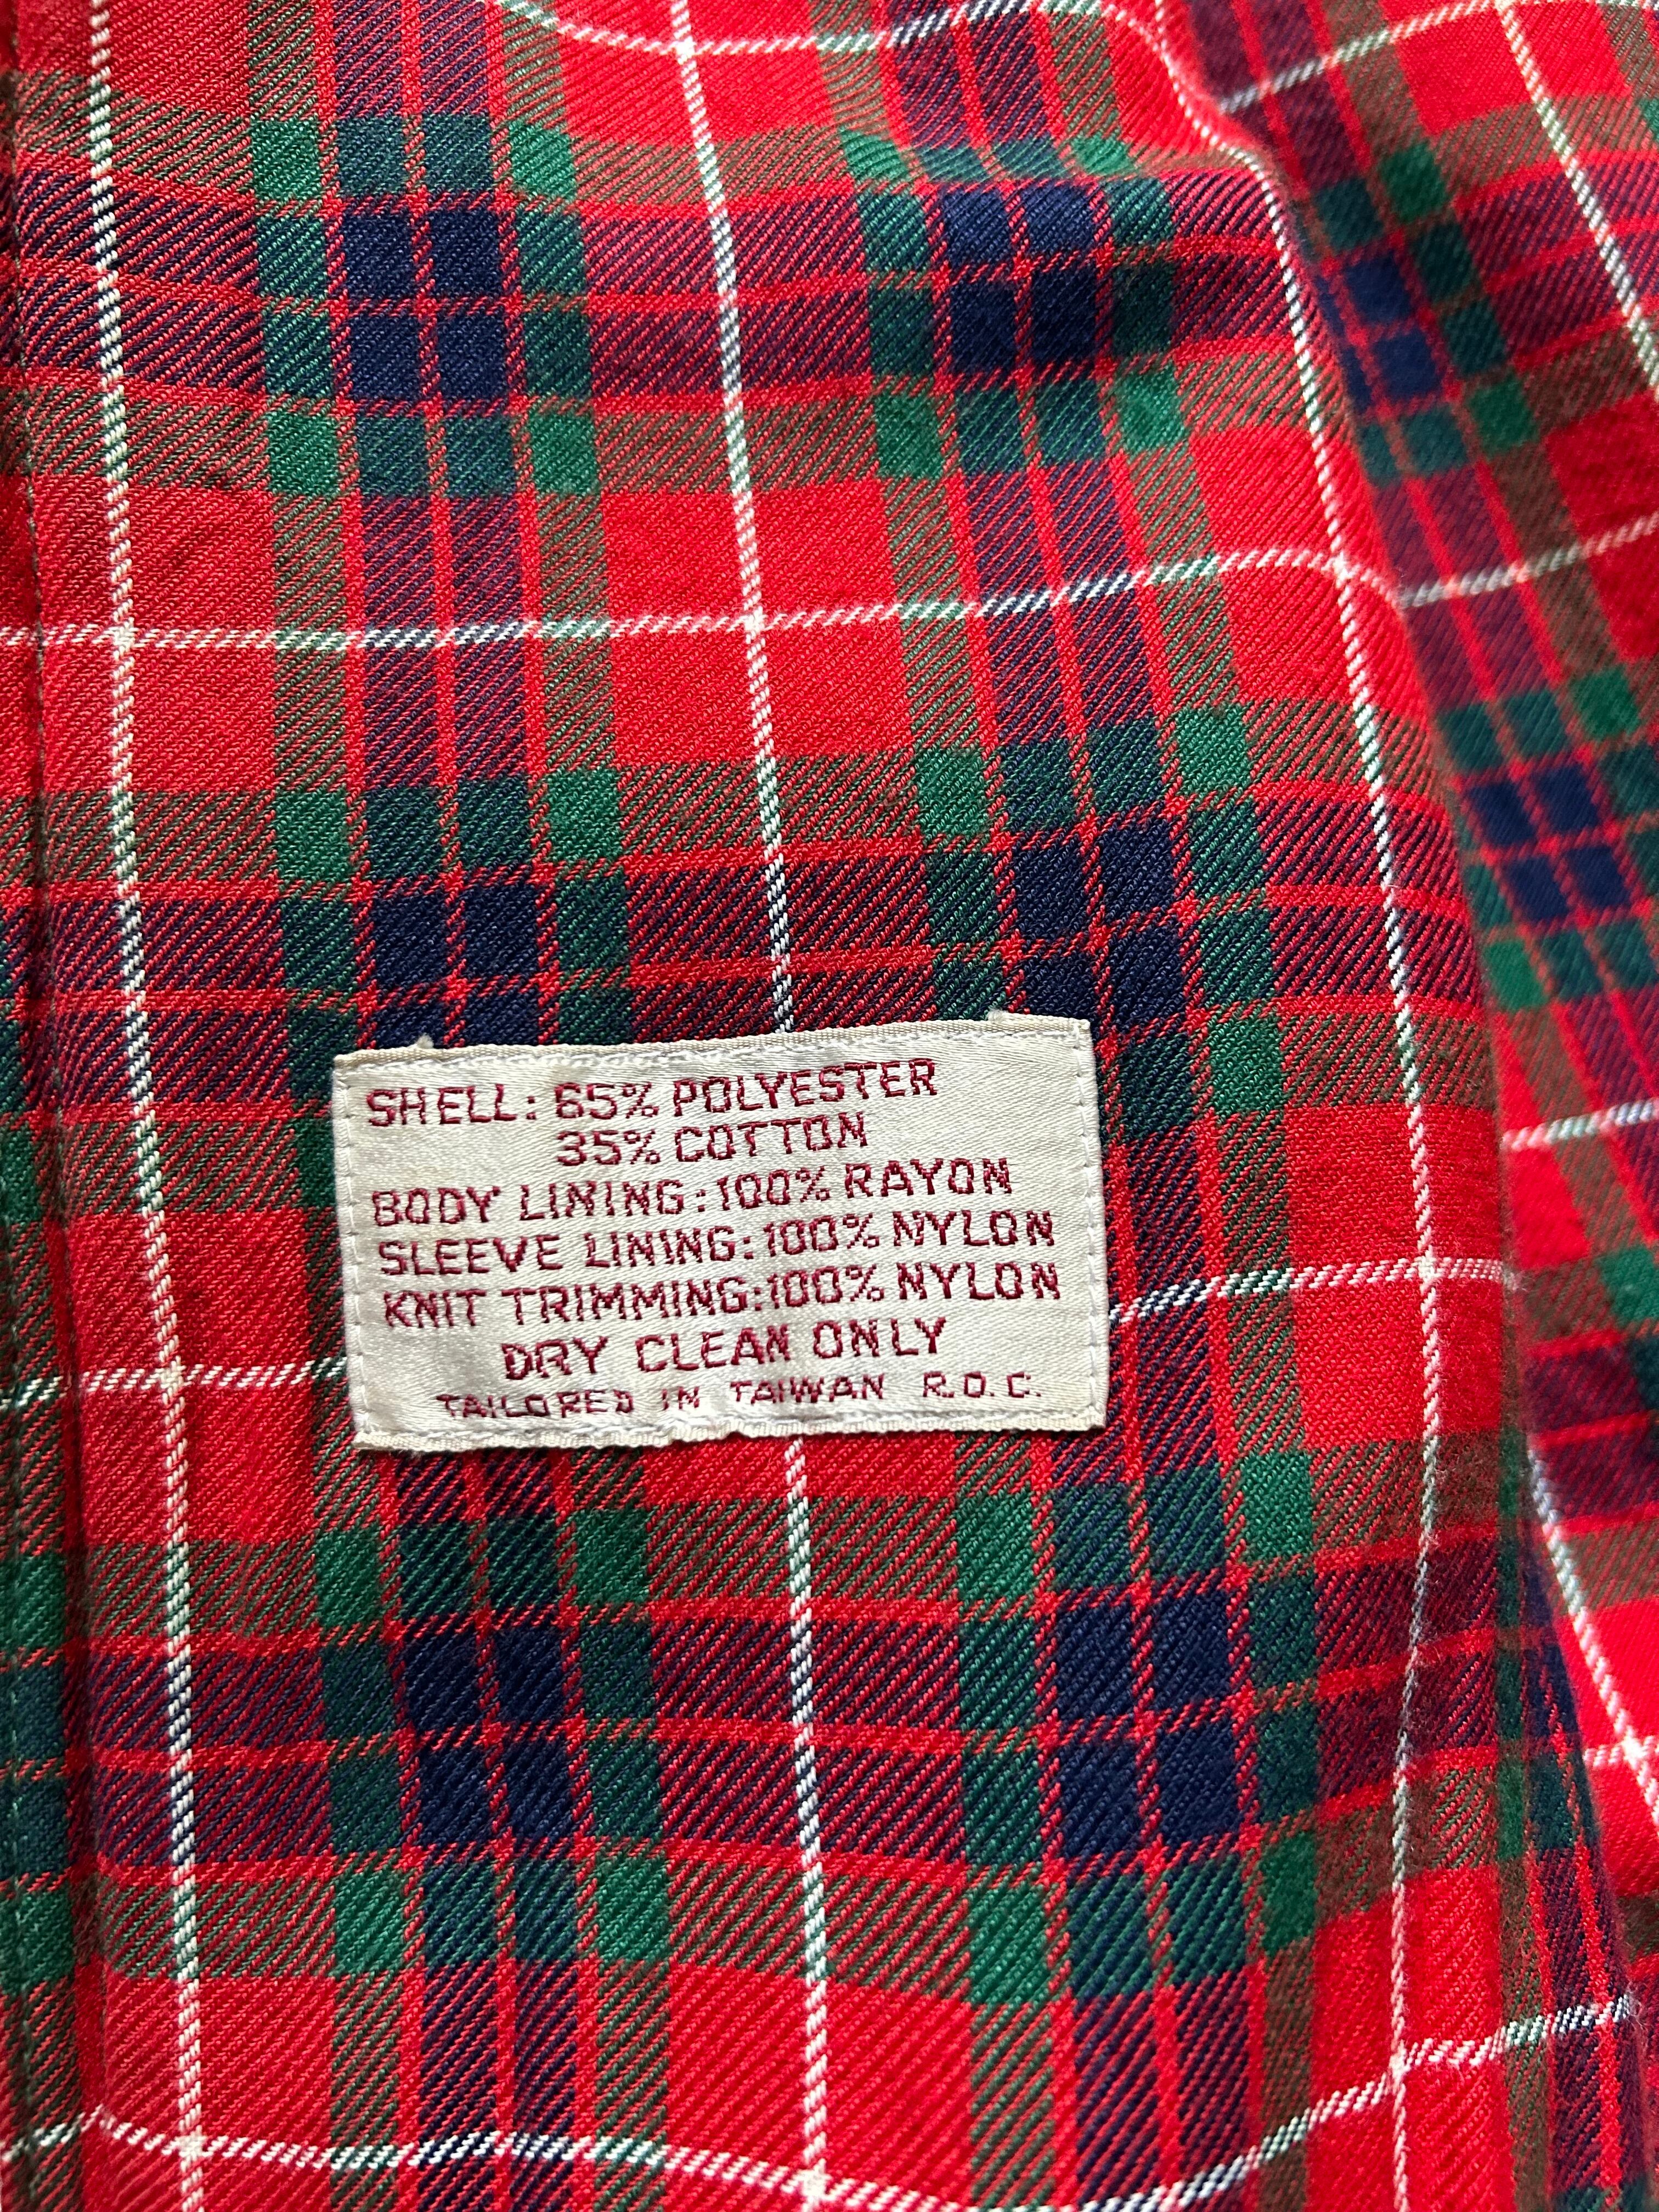 SHELL: 65% POLYESTER
35% COTTON
BODY LINING: 100% RAYON
SLEEVE LINING: 100% NYLON
KNIT TRIMMING: 100% NYLON
DRY CLEAN ONLY
TAILORED IN TAIWAN R.O.C.